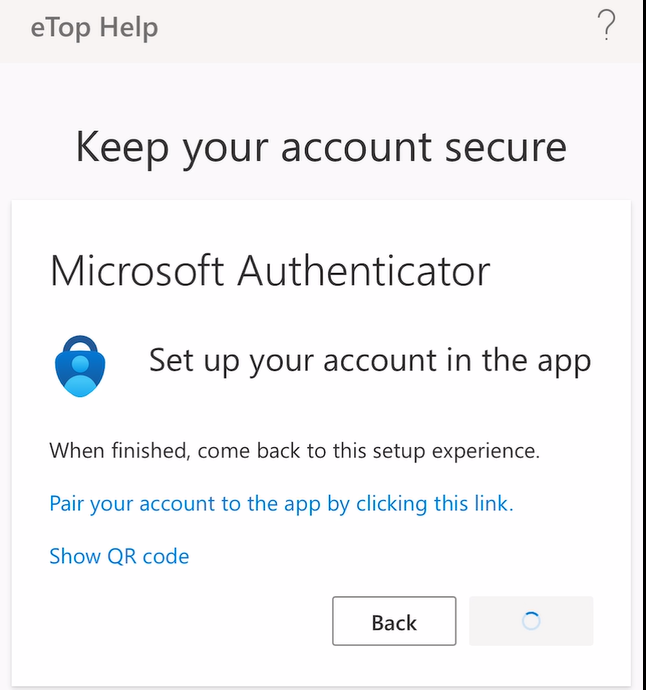 eTop Help
?
Keep your account secure
Microsoft Authenticator
Set up your account in the app
When finished, come back to this setup experience.
Pair your account to the app by clicking this link.
Show QR code
Back